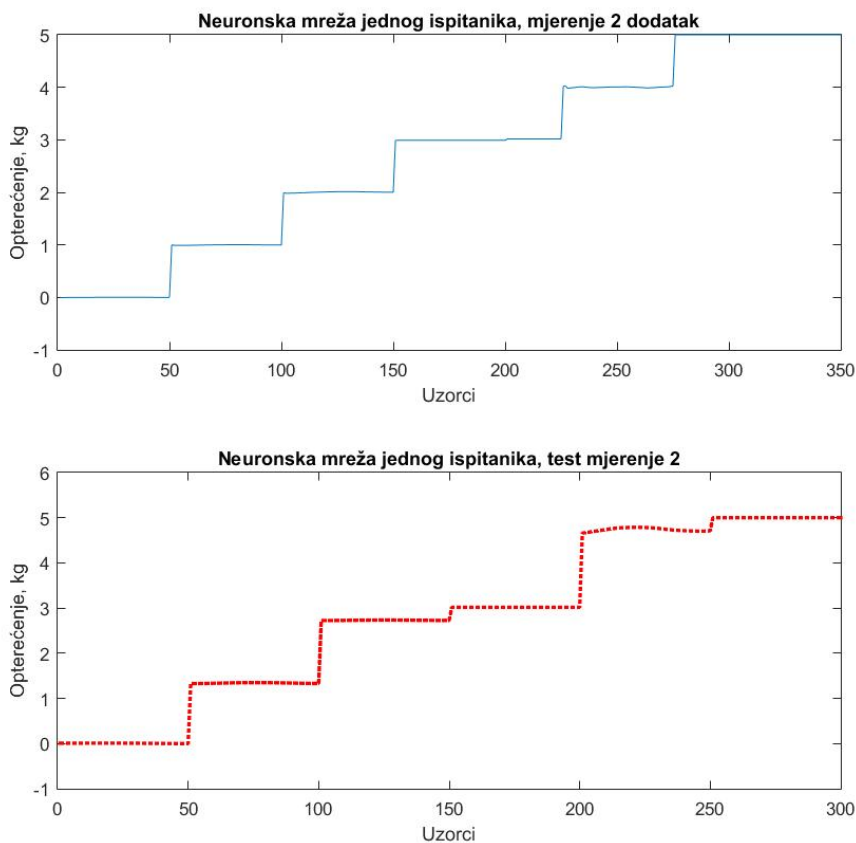 Neuronska mreža jednog ispitanika, mjerenje 2 dodatak
5
4
3
2
1
0
-1
Opterećenje, kg
0 50 100 150 200 250 300 350
Uzorci
Neuronska mreža jednog ispitanika, test mjerenje 2
6
5
4
3
2
1
0
-1
Opterećenje, kg
0 50 100 150 200 250 300
Uzorci